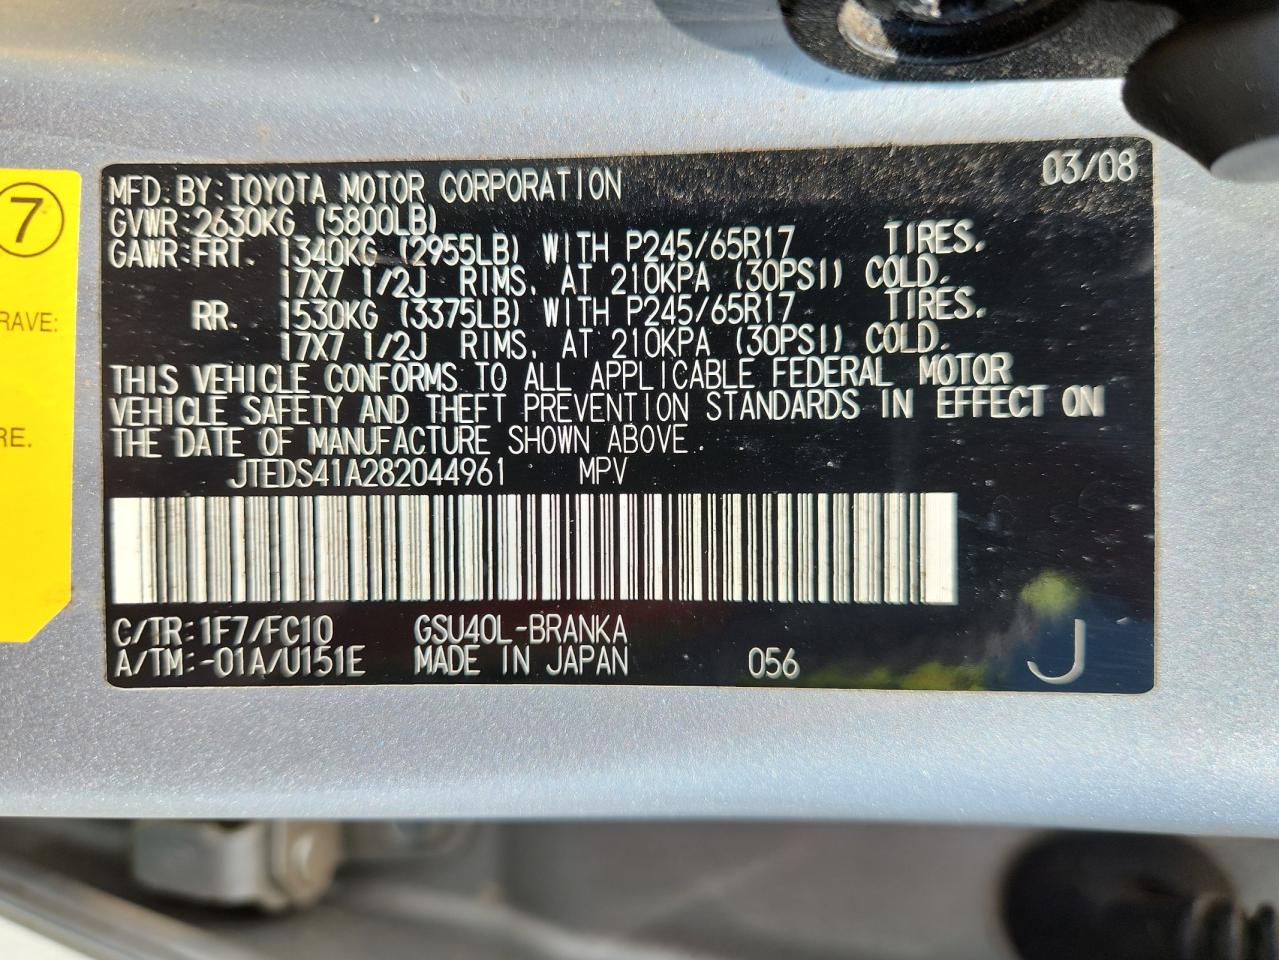 7
RAVE:
RE.
MFD. BY: TOYOTA MOTOR CORPORATION 03/08
GVWR: 2630KG (5800LB)
GAWR: FRT. 1340KG (2955LB) WITH P245/65R17 TIRES.
17X7 1/2J RIMS. AT 210KPA (30PSI) COLD.
RR. 1530KG (3375LB) WITH P245/65R17 TIRES.
17X7 1/2J RIMS. AT 210KPA (30PSI) COLD.
THIS VEHICLE CONFORMS TO ALL APPLICABLE FEDERAL MOTOR
VEHICLE SAFETY AND THEFT PREVENTION STANDARDS IN EFFECT ON
THE DATE OF MANUFACTURE SHOWN ABOVE.
JTEDS41A282044961 MPV
C/TR: 1F7/FC10 GSU40L-BRANKA
A/TM: -01A/U151E MADE IN JAPAN 056 J